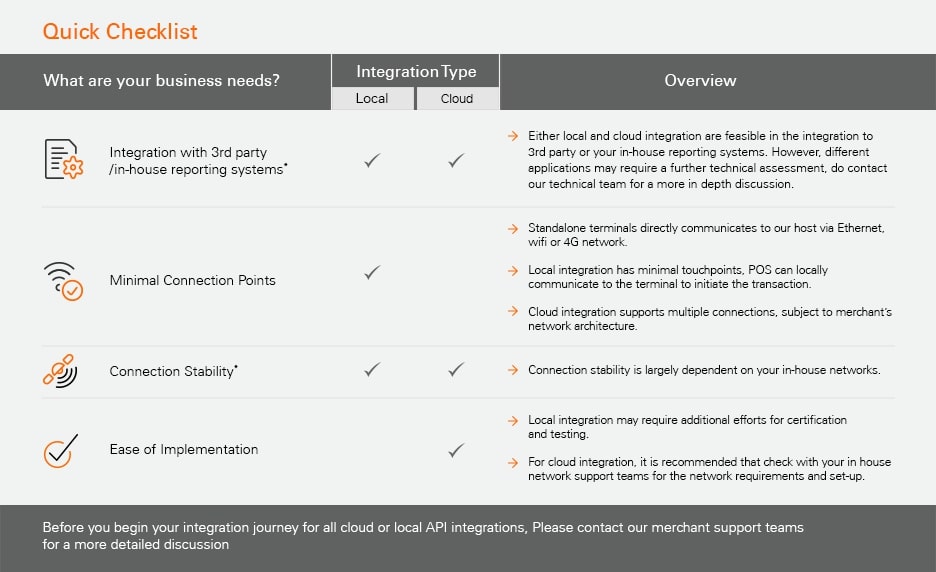 Quick Checklist
What are your business needs?
Integration Type
Local
Cloud
Overview
Integration with 3rd party
/in-house reporting systems*
Either local and cloud integration are feasible in the integration to
3rd party or your in-house reporting systems. However, different
applications may require a further technical assessment, do contact
our technical team for a more in depth discussion.
Minimal Connection Points
Standalone terminals directly communicates to our host via Ethernet,
wifi or 4G network.
Local integration has minimal touchpoints, POS can locally
communicate to the terminal to initiate the transaction.
Cloud integration supports multiple connections, subject to merchant's
network architecture.
Connection Stability*
Connection stability is largely dependent on your in-house networks.
Ease of Implementation
Local integration may require additional efforts for certification
and testing.
For cloud integration, it is recommended that check with your in house
network support teams for the network requirements and set-up.
Before you begin your integration journey for all cloud or local API integrations, Please contact our merchant support teams
for a more detailed discussion